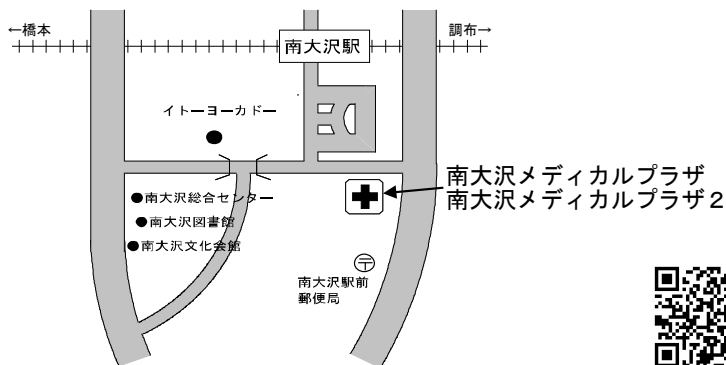 ←橋本
調布→
南大沢駅
イトーヨーカドー
南大沢メディカルプラザ
南大沢メディカルプラザ２
南大沢総合センター
南大沢図書館
南大沢文化会館
南大沢駅前
郵便局